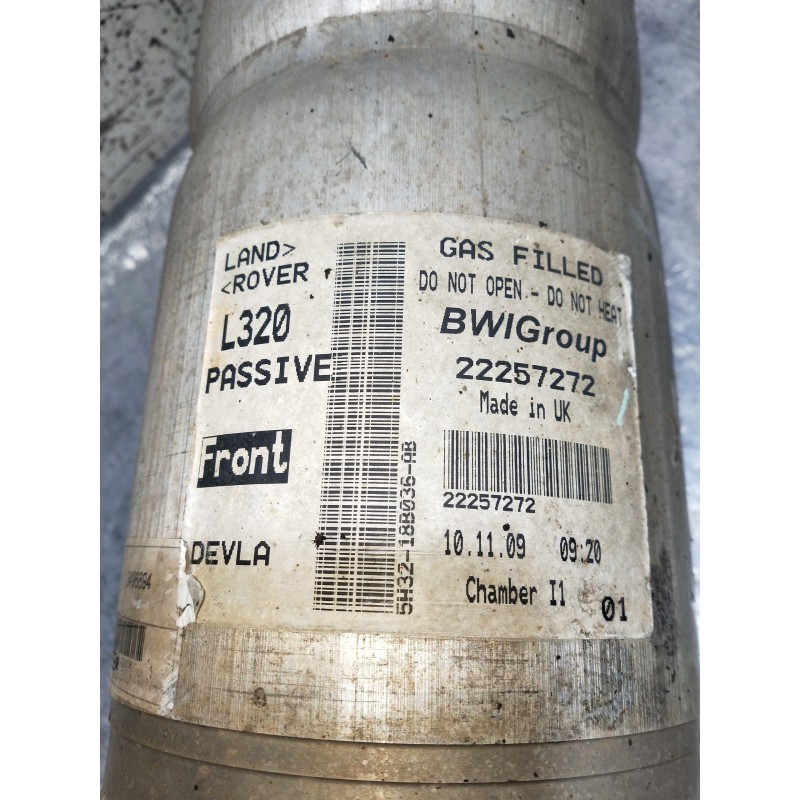 LAND>
<ROVER
L320
PASSIVE
Front
DEVLA
5H32-18B036-AB
GAS FILLED
DO NOT OPEN - DO NOT HEAT
BWIGroup
22257272
Made in UK
22257272
10.11.09 09:20
Chamber I1 01